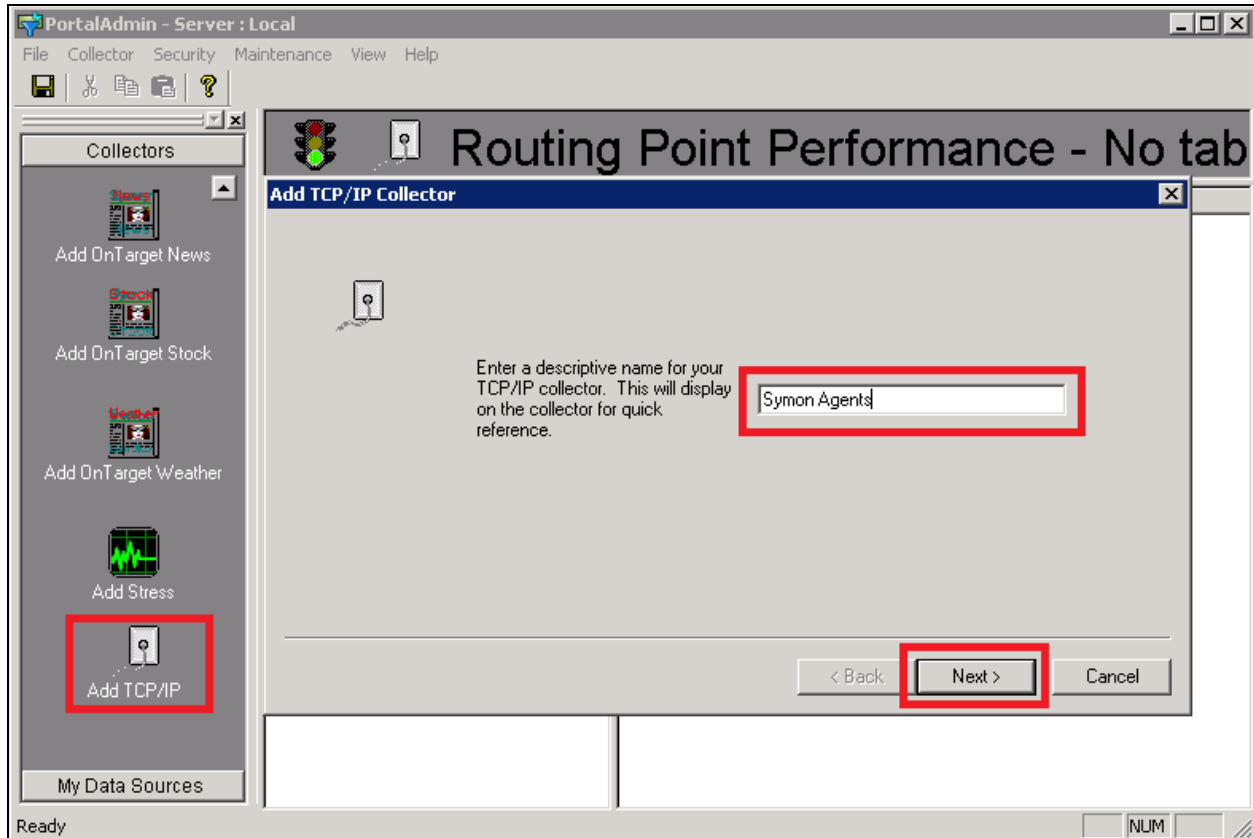 PortalAdmin - Server : Local
File Collector Security Maintenance View Help
Collectors
News
Add OnTarget News
Stock
Add OnTarget Stock
Weather
Add OnTarget Weather
Add Stress
Add TCP/IP
My Data Sources
Routing Point Performance - No tab
Add TCP/IP Collector
Enter a descriptive name for your
TCP/IP collector. This will display
on the collector for quick
reference.
Symon Agents
< Back
Next >
Cancel
Ready
NUM